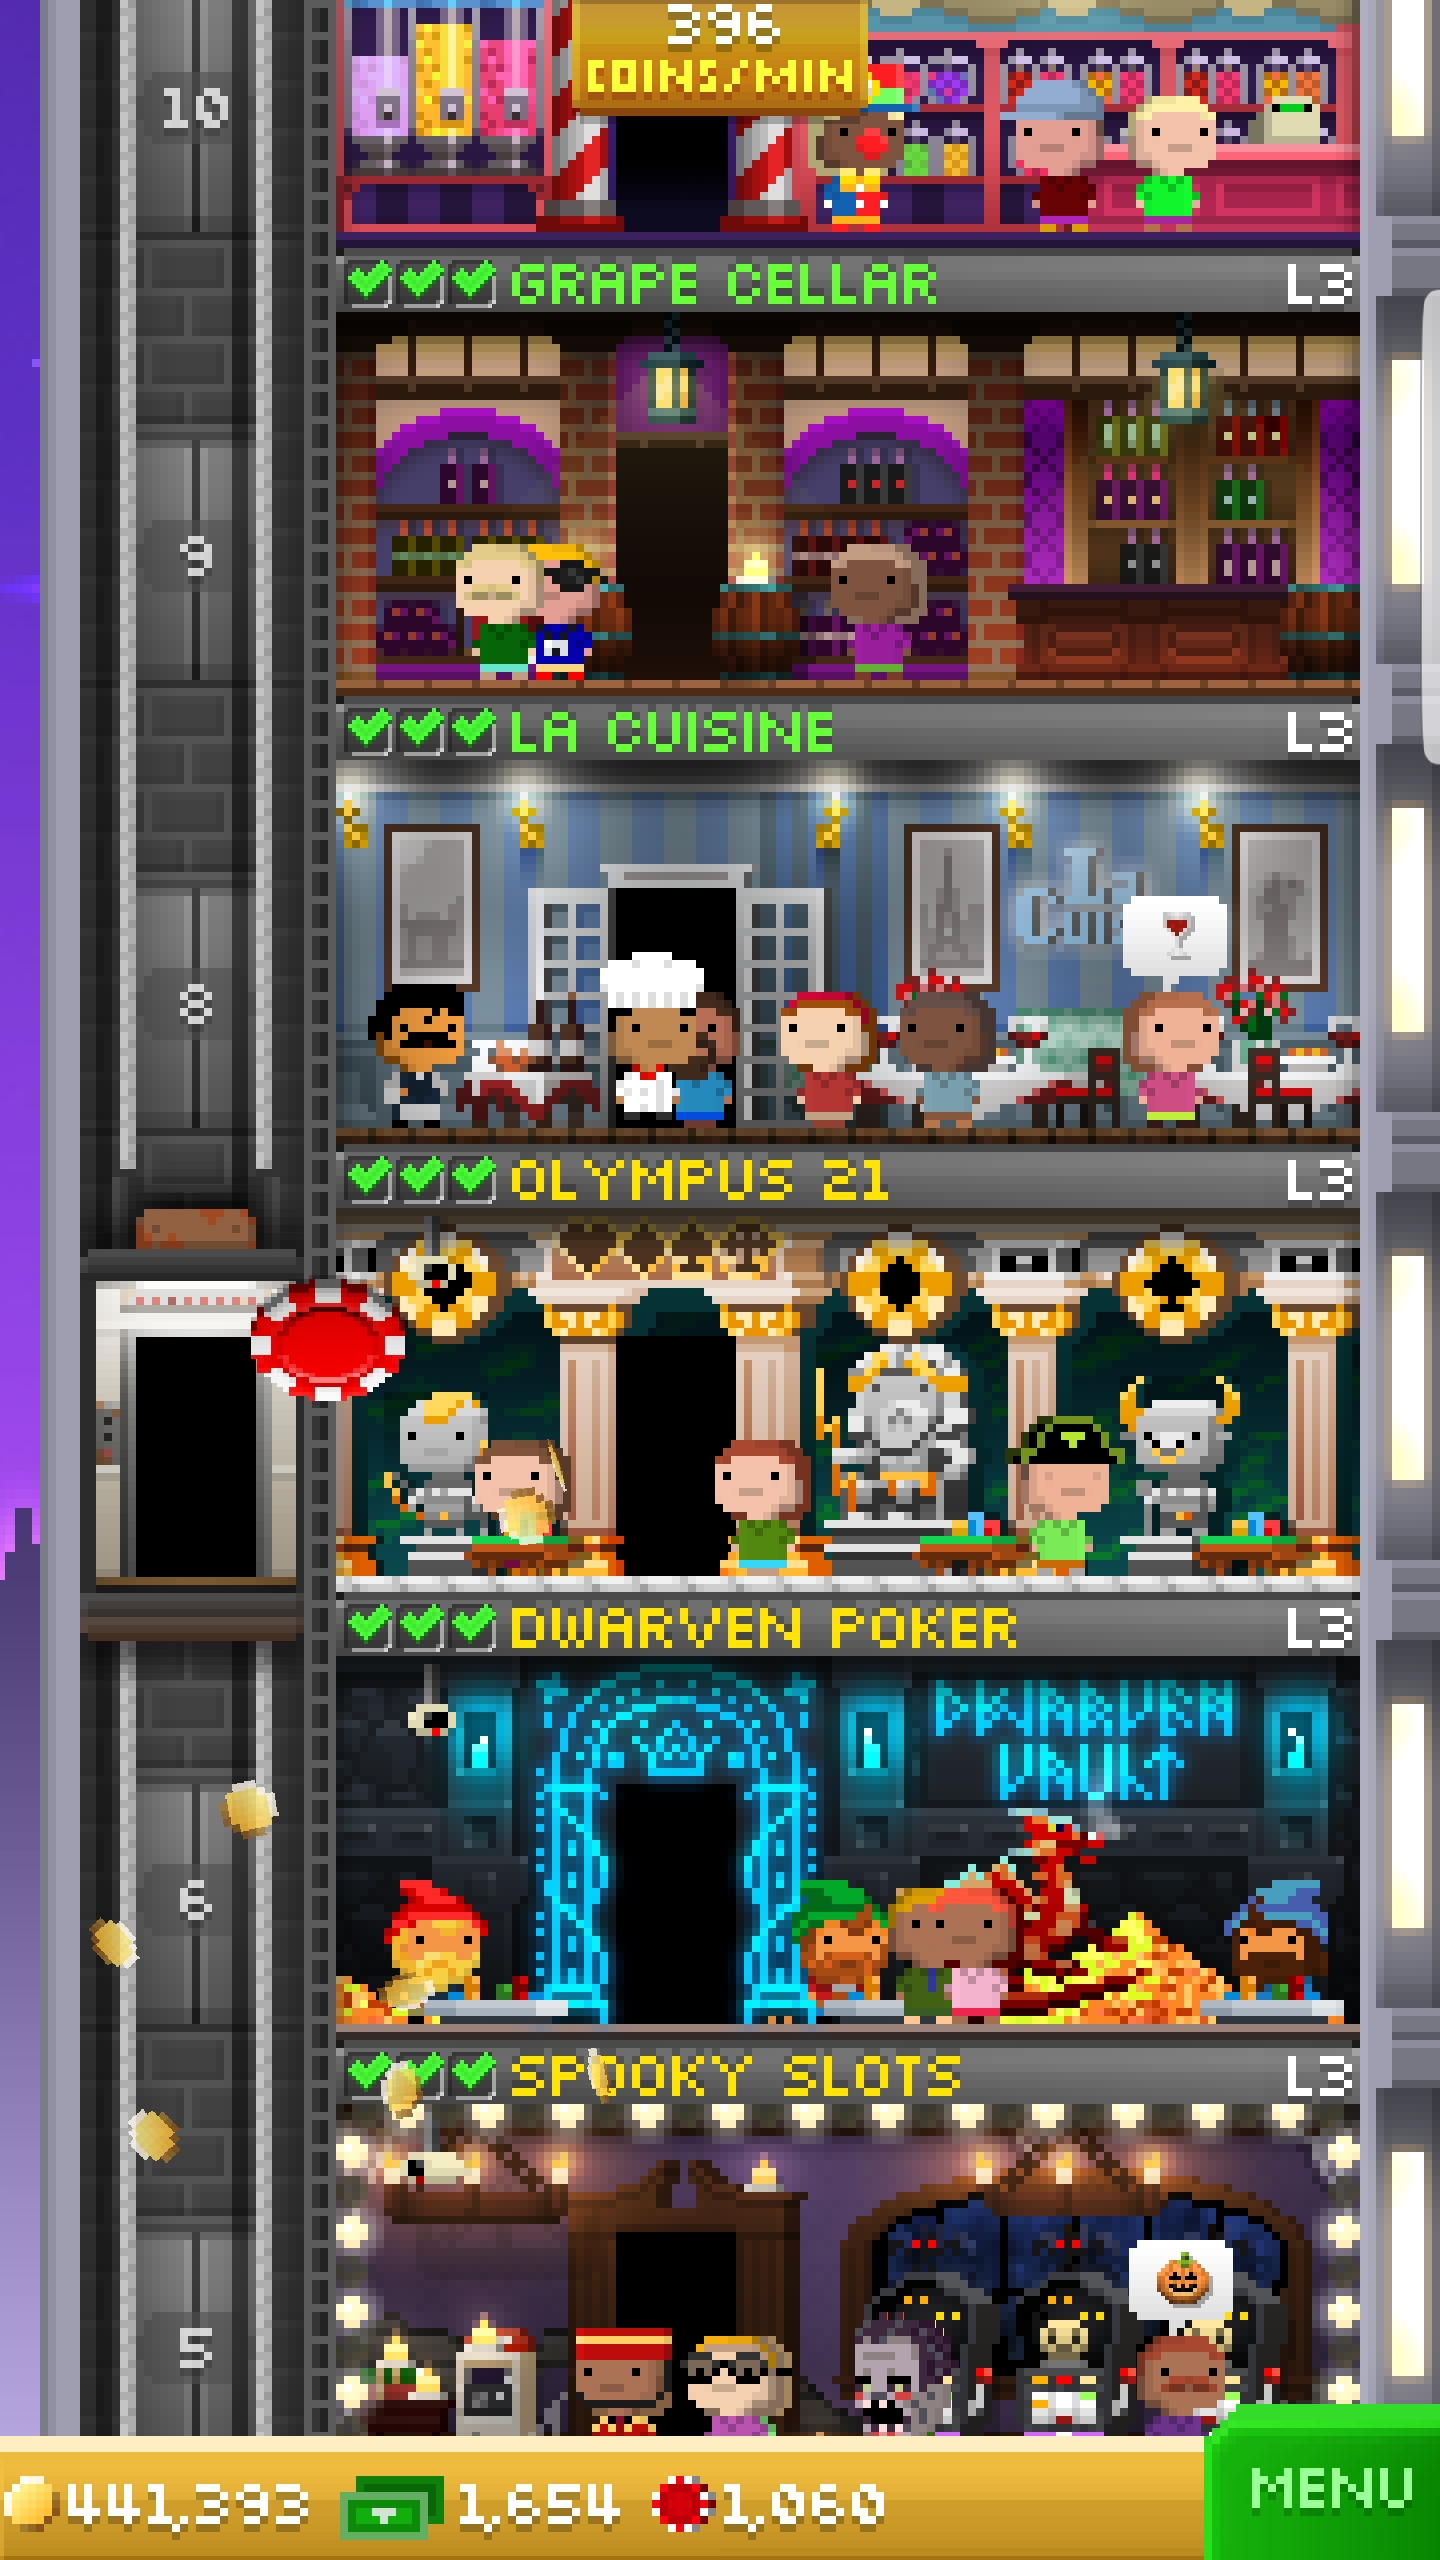 396
COINS/MIN
10
GRAPE CELLAR L3
9
LA CUISINE L3
La
8
OLYMPUS 21 L3
DWARVEN POKER L3
DWARVEN
VAULT
6
SPOOKY SLOTS L3
5
441,393 1,654 1,060
MENU